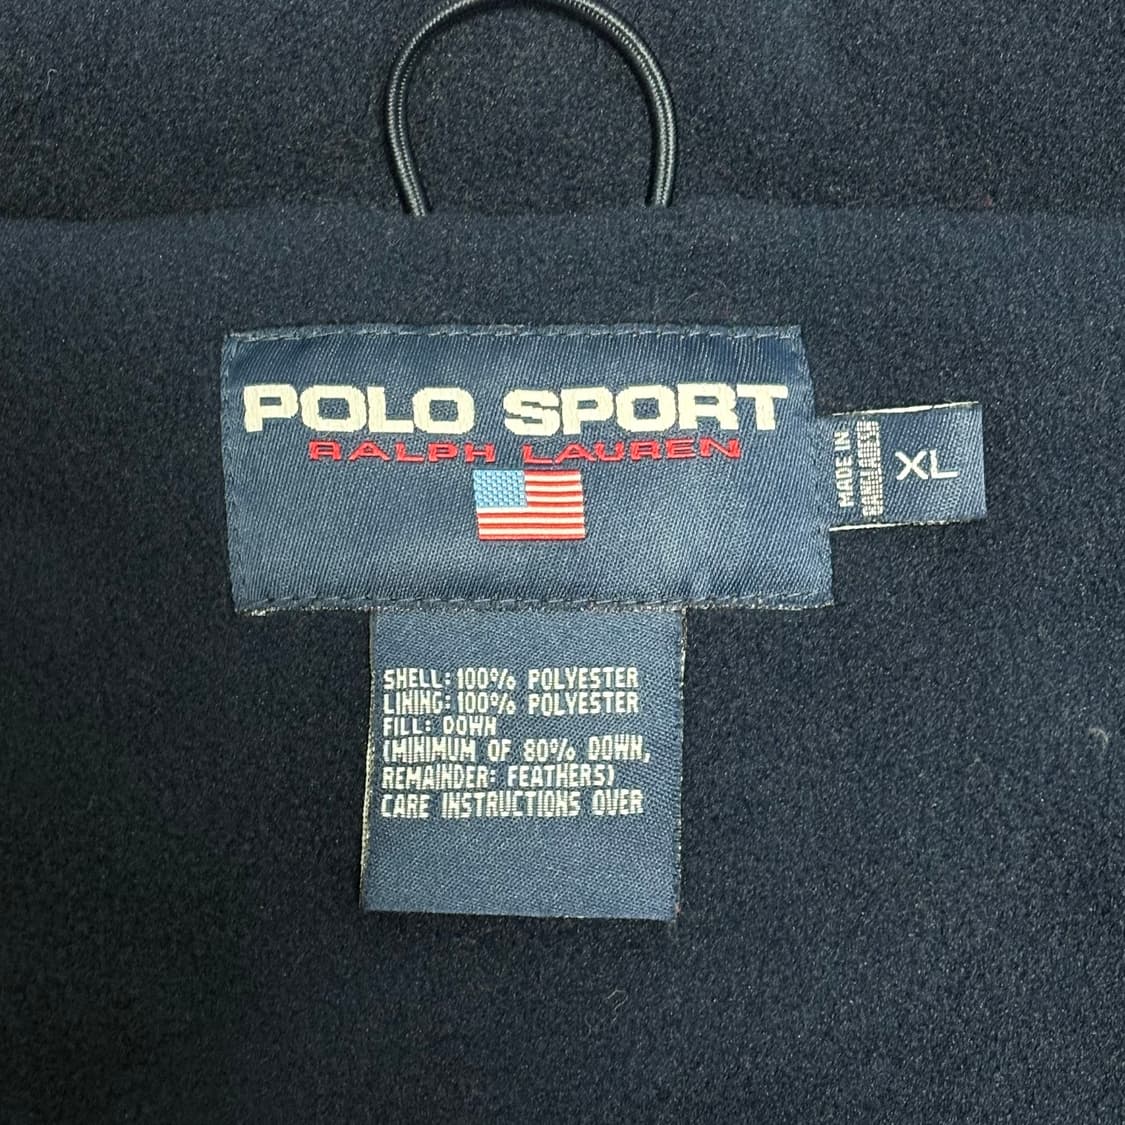 POLO SPORT
RALPH LAUREN
MADE IN
XL
SHELL: 100% POLYESTER
LINING: 100% POLYESTER
FILL: DOWN
(MINIMUM OF 80% DOWN,
REMAINDER: FEATHERS)
CARE INSTRUCTIONS OVER